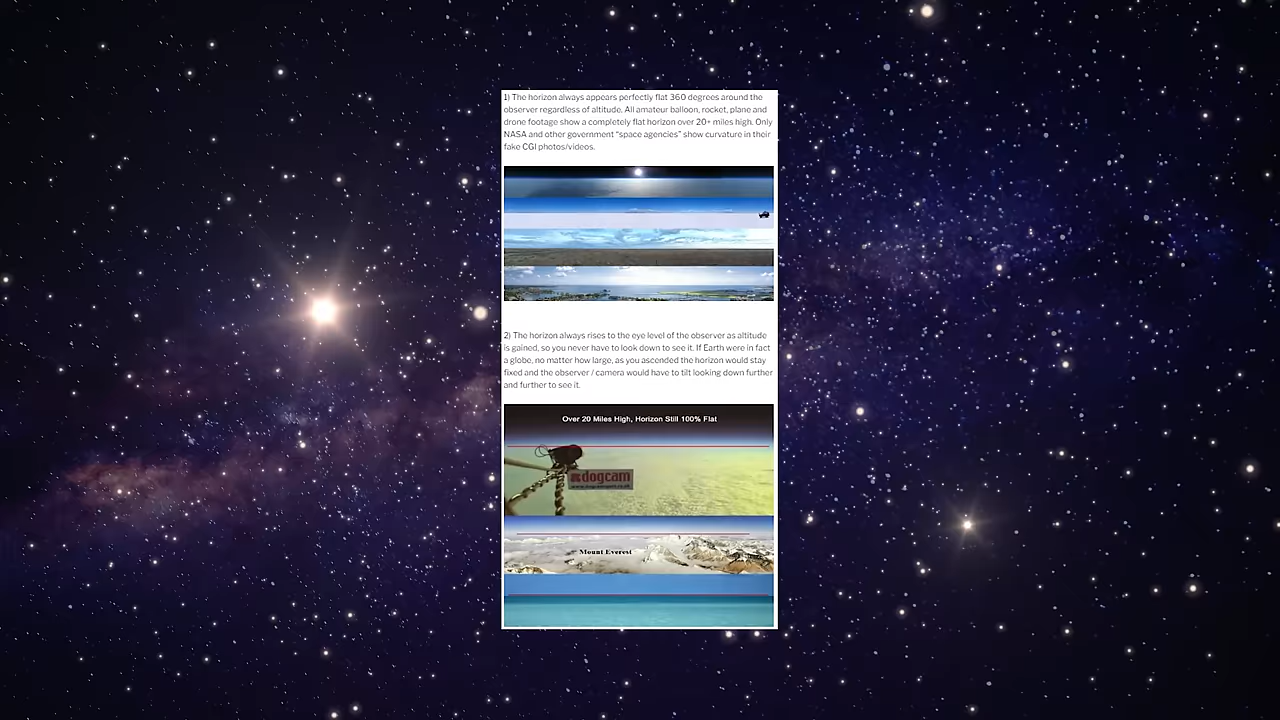 1) The horizon always appears perfectly flat 360 degrees around the
observer regardless of altitude. All amateur balloon, rocket, plane and
drone footage show a completely flat horizon over 20+ miles high. Only
NASA and other government “space agencies” show curvature in their
fake CGI photos/videos.
2) The horizon always rises to the eye level of the observer as altitude
is gained, so you never have to look down to see it. If Earth were in fact
a globe, no matter how large, as you ascended the horizon would stay
fixed and the observer / camera would have to tilt looking down further
and further to see it.
Over 20 Miles High, Horizon Still 100% Flat
dogcam
Mount Everest